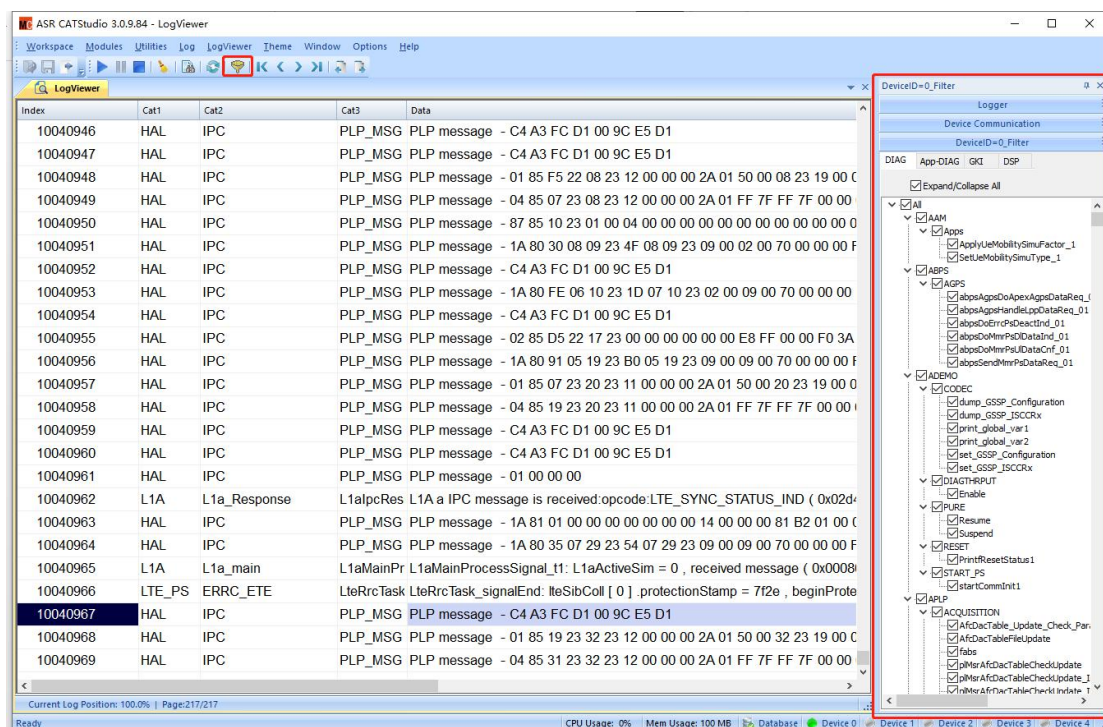 ASR CATStudio 3.0.9.84 - LogViewer
Workspace Modules Utilities Log LogViewer Theme Window Options Help
LogViewer
Index Cat1 Cat2 Cat3 Data
10040946 HAL IPC PLP_MSG PLP message - C4 A3 FC D1 00 9C E5 D1
10040947 HAL IPC PLP_MSG PLP message - C4 A3 FC D1 00 9C E5 D1
10040948 HAL IPC PLP_MSG PLP message - 01 85 F5 22 08 23 12 00 00 00 2A 01 50 00 08 23 19 00
10040949 HAL IPC PLP_MSG PLP message - 04 85 07 23 08 23 12 00 00 00 2A 01 FF 7F FF 7F 00 00
10040950 HAL IPC PLP_MSG PLP message - 87 85 10 23 01 00 04 00 00 00 00 00 00 00 00 00 00
10040951 HAL IPC PLP_MSG PLP message - 1A 80 30 08 09 23 4F 08 09 23 09 00 02 00 70 00 00 00
10040952 HAL IPC PLP_MSG PLP message - C4 A3 FC D1 00 9C E5 D1
10040953 HAL IPC PLP_MSG PLP message - 1A 80 FE 06 10 23 1D 07 10 23 02 00 09 00 70 00 00 00
10040954 HAL IPC PLP_MSG PLP message - C4 A3 FC D1 00 9C E5 D1
10040955 HAL IPC PLP_MSG PLP message - 02 85 D5 22 17 23 00 00 00 00 00 00 E8 FF 00 00 F0 3A
10040956 HAL IPC PLP_MSG PLP message - 1A 80 91 05 19 23 B0 05 19 23 09 00 09 00 70 00 00 00
10040957 HAL IPC PLP_MSG PLP message - 01 85 07 23 20 23 11 00 00 00 2A 01 50 00 20 23 19 00
10040958 HAL IPC PLP_MSG PLP message - 04 85 19 23 20 23 11 00 00 00 2A 01 FF 7F FF 7F 00 00
10040959 HAL IPC PLP_MSG PLP message - C4 A3 FC D1 00 9C E5 D1
10040960 HAL IPC PLP_MSG PLP message - C4 A3 FC D1 00 9C E5 D1
10040961 HAL IPC PLP_MSG PLP message - 01 00 00 00
10040962 L1A L1a_Response L1aIpcRes L1A a IPC message is received:opcode:LTE_SYNC_STATUS_IND ( 0x02d4
10040963 HAL IPC PLP_MSG PLP message - 1A 81 01 00 00 00 00 00 00 00 14 00 00 00 81 B2 01 00
10040964 HAL IPC PLP_MSG PLP message - 1A 80 35 07 29 23 54 07 29 23 09 00 09 00 70 00 00 00
10040965 L1A L1a_main L1aMainPr L1aMainProcessSignal_t1: L1aActiveSim = 0 , received message ( 0x0008
10040966 LTE_PS ERRC_ETE LteRrcTask LteRrcTask_signalEnd: lteSibColl [ 0 ] .protectionStamp = 7f2e , beginProte
10040967 HAL IPC PLP_MSG PLP message - C4 A3 FC D1 00 9C E5 D1
10040968 HAL IPC PLP_MSG PLP message - 01 85 19 23 32 23 12 00 00 00 2A 01 50 00 32 23 19 00
10040969 HAL IPC PLP_MSG PLP message - 04 85 31 23 32 23 12 00 00 00 2A 01 FF 7F FF 7F 00 00
Current Log Position: 100.0% | Page:217/217
DeviceID=0_Filter
Logger
Device Communication
DeviceID=0_Filter
DIAG App-DIAG GKI DSP
Expand/Collapse All
All
AAM
Apps
ApplyUeMobilitySimuFactor_1
SetUeMobilitySimuType_1
ABPS
AGPS
abpsAgpsDoApexAgpsDataReq_
abpsAgpsHandleLppDataReq_01
abpsDoErrcPsDeactInd_01
abpsDoMmrPsDlDataInd_01
abpsDoMmrPsUlDataCnf_01
abpsSendMmrPsDataReq_01
ADEMO
CODEC
dump_GSSP_Configuration
dump_GSSP_ISCCRx
print_global_var1
print_global_var2
set_GSSP_Configuration
set_GSSP_ISCCRx
DIAGTHRPUT
Enable
PURE
Resume
Suspend
RESET
PrintfResetStatus1
START_PS
startCommInit1
APLP
ACQUISITION
AfcDacTable_Update_Check_Par
AfcDacTableFileUpdate
fabs
plMsrAfcDacTableCheckUpdate
plMsrAfcDacTableCheckUpdate_
plMsrAfcDacTableCheckUpdate_
Ready CPU Usage: 0% Mem Usage: 100 MB Database Device 0 Device 1 Device 2 Device 3 Device 4